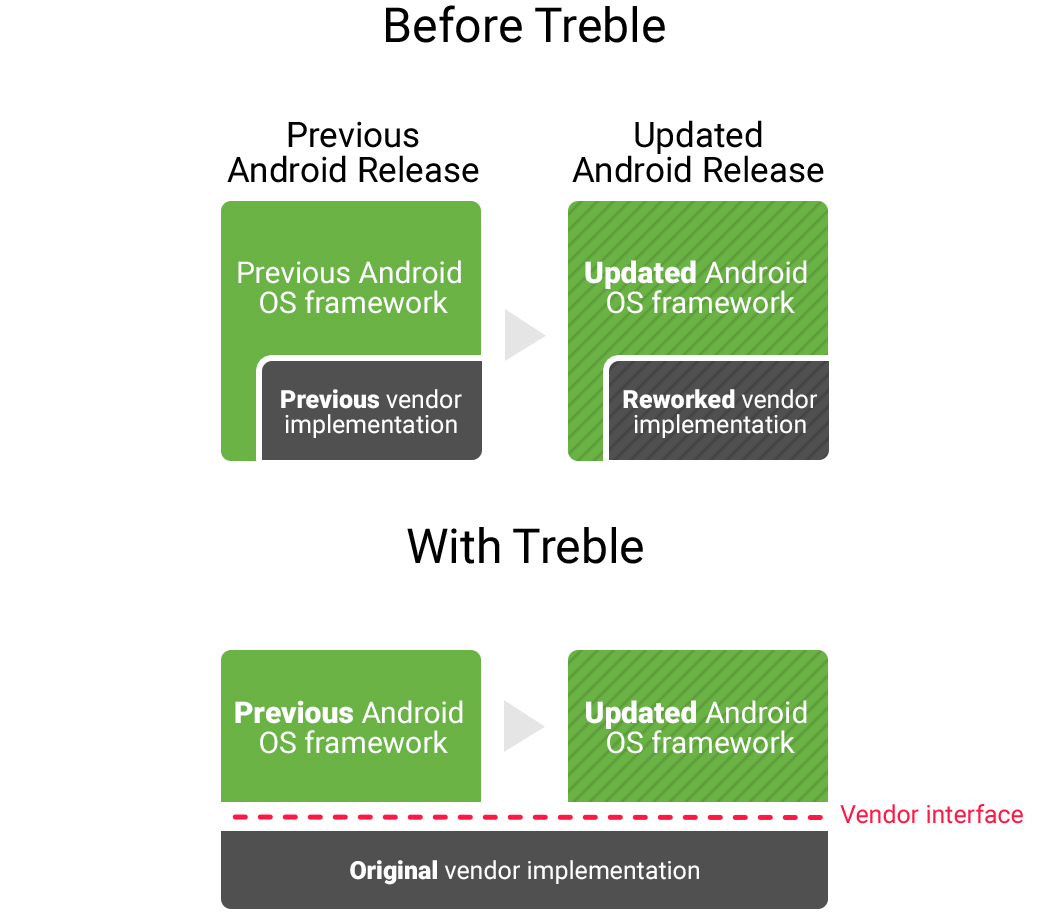 Before Treble
Previous
Android Release
Updated
Android Release
Previous Android
OS framework
Updated Android
OS framework
Previous vendor
implementation
Reworked vendor
implementation
With Treble
Previous Android
OS framework
Updated Android
OS framework
Vendor interface
Original vendor implementation